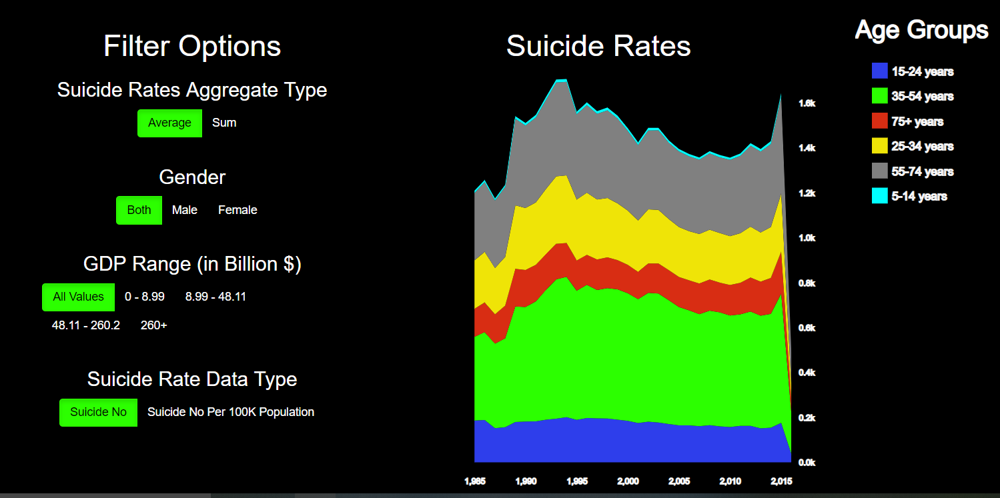 Filter Options
Suicide Rates Aggregate Type
Average Sum
Gender
Both Male Female
GDP Range (in Billion $)
All Values 0 - 8.99 8.99 - 48.11
48.11 - 260.2 260+
Suicide Rate Data Type
Suicide No Suicide No Per 100K Population
Suicide Rates
1.6k
1.4k
1.2k
1.0k
0.8k
0.6k
0.4k
0.2k
0.0k
1,985 1,990 1,995 2,000 2,005 2,010 2,015
Age Groups
15-24 years
35-54 years
75+ years
25-34 years
55-74 years
5-14 years